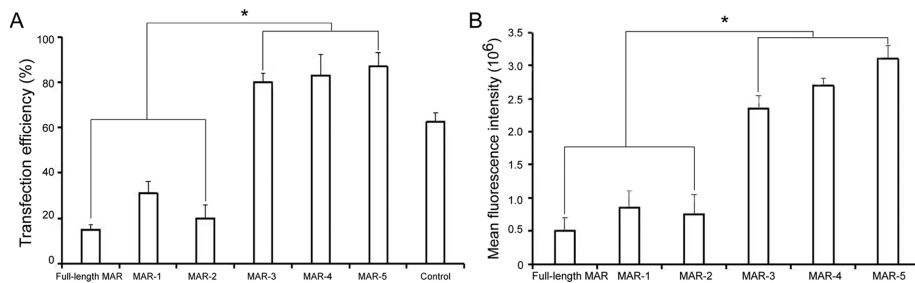 A
*
Transfection efficiency (%)
100
80
60
40
20
0
Full-length MAR MAR-1 MAR-2 MAR-3 MAR-4 MAR-5 Control
B
*
Mean fluorescence intensity (10⁶)
3.5
3.0
2.5
2.0
1.5
1.0
0.5
0
Full-length MAR MAR-1 MAR-2 MAR-3 MAR-4 MAR-5